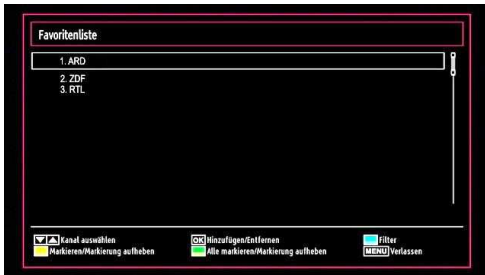 Favoritenliste
1. ARD
2. ZDF
3. RTL
Kanal auswählen OK Hinzufügen/Entfernen Filter
Markieren/Markierung aufheben Alle markieren/Markierung aufheben MENU Verlassen